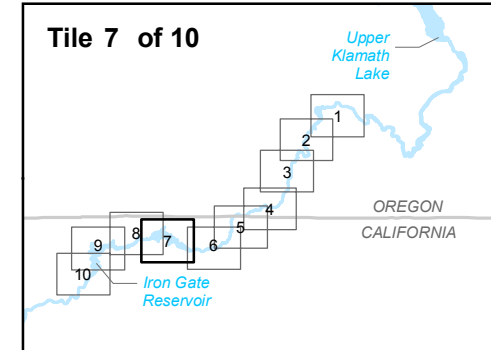 Tile 7 of 10
Upper
Klamath
Lake
1
2
3
4
OREGON
5
CALIFORNIA
8
7
6
9
10
Iron Gate
Reservoir